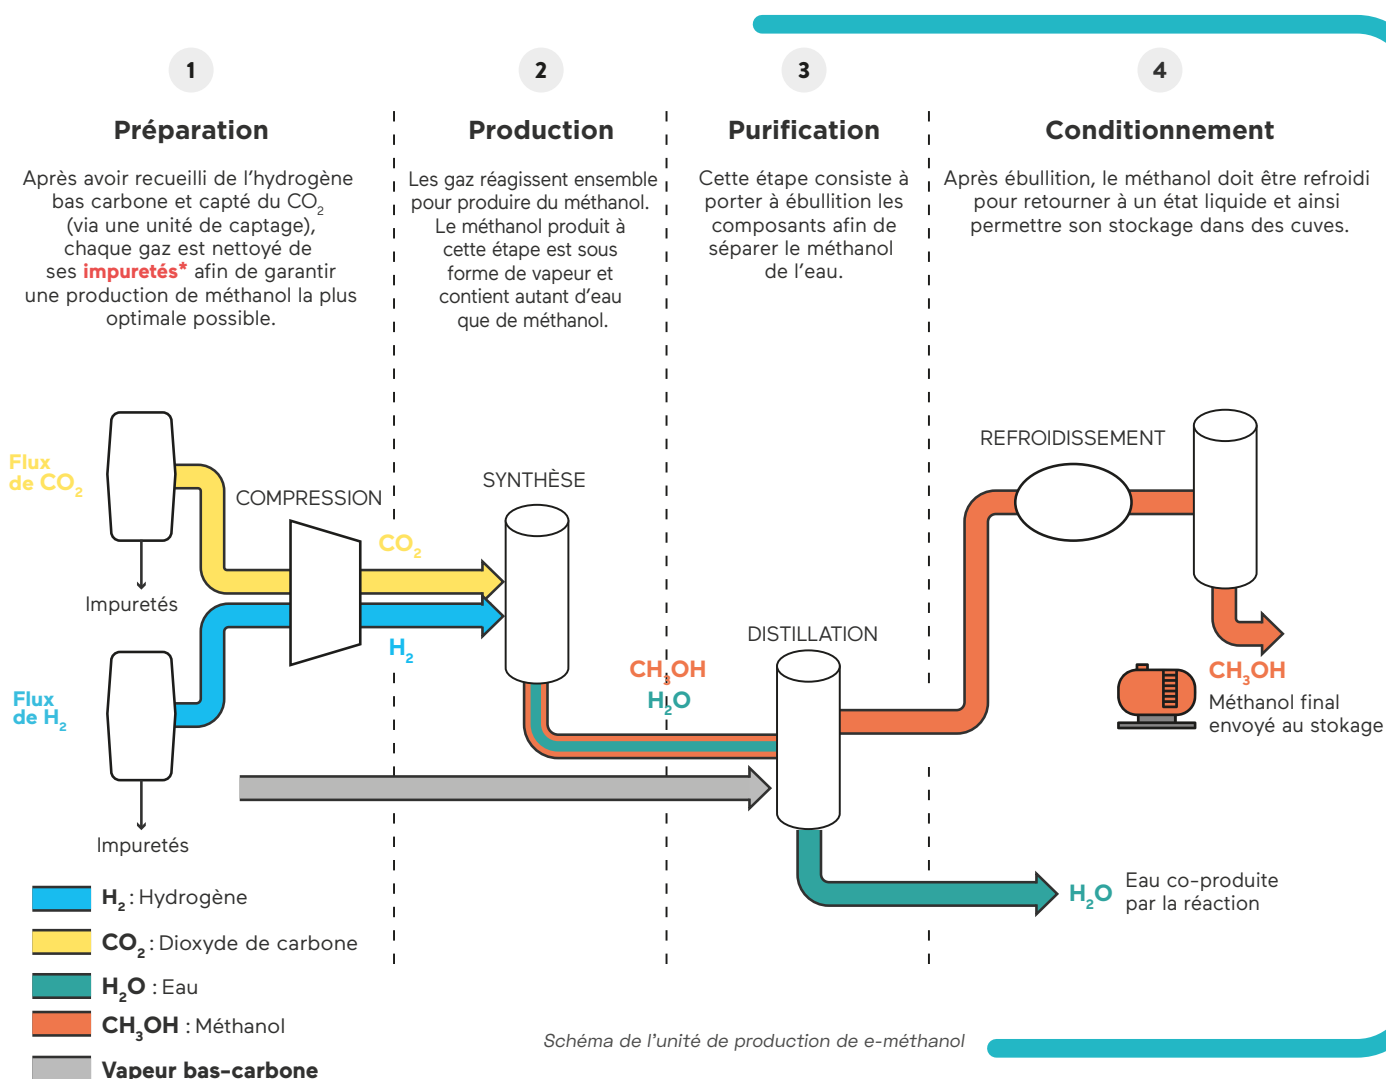 1
Préparation
Après avoir recueilli de l'hydrogène
bas carbone et capté du CO₂
(via une unité de captage),
chaque gaz est nettoyé de
ses impuretés* afin de garantir
une production de méthanol la plus
optimale possible.
2
Production
Les gaz réagissent ensemble
pour produire du méthanol.
Le méthanol produit à
cette étape est sous
forme de vapeur et
contient autant d'eau
que de méthanol.
3
Purification
Cette étape consiste à
porter à ébullition les
composants afin de
séparer le méthanol
de l'eau.
4
Conditionnement
Après ébullition, le méthanol doit être refroidi
pour retourner à un état liquide et ainsi
permettre son stockage dans des cuves.
Flux
de CO₂
Impuretés
Flux
de H₂
Impuretés
COMPRESSION
CO₂
H₂
SYNTHÈSE
CH₃OH
H₂O
DISTILLATION
REFROIDISSEMENT
CH₃OH
Méthanol final
envoyé au stokage
H₂O
Eau co-produite
par la réaction
H₂ : Hydrogène
CO₂ : Dioxyde de carbone
H₂O : Eau
CH₃OH : Méthanol
Vapeur bas-carbone
Schéma de l'unité de production de e-méthanol